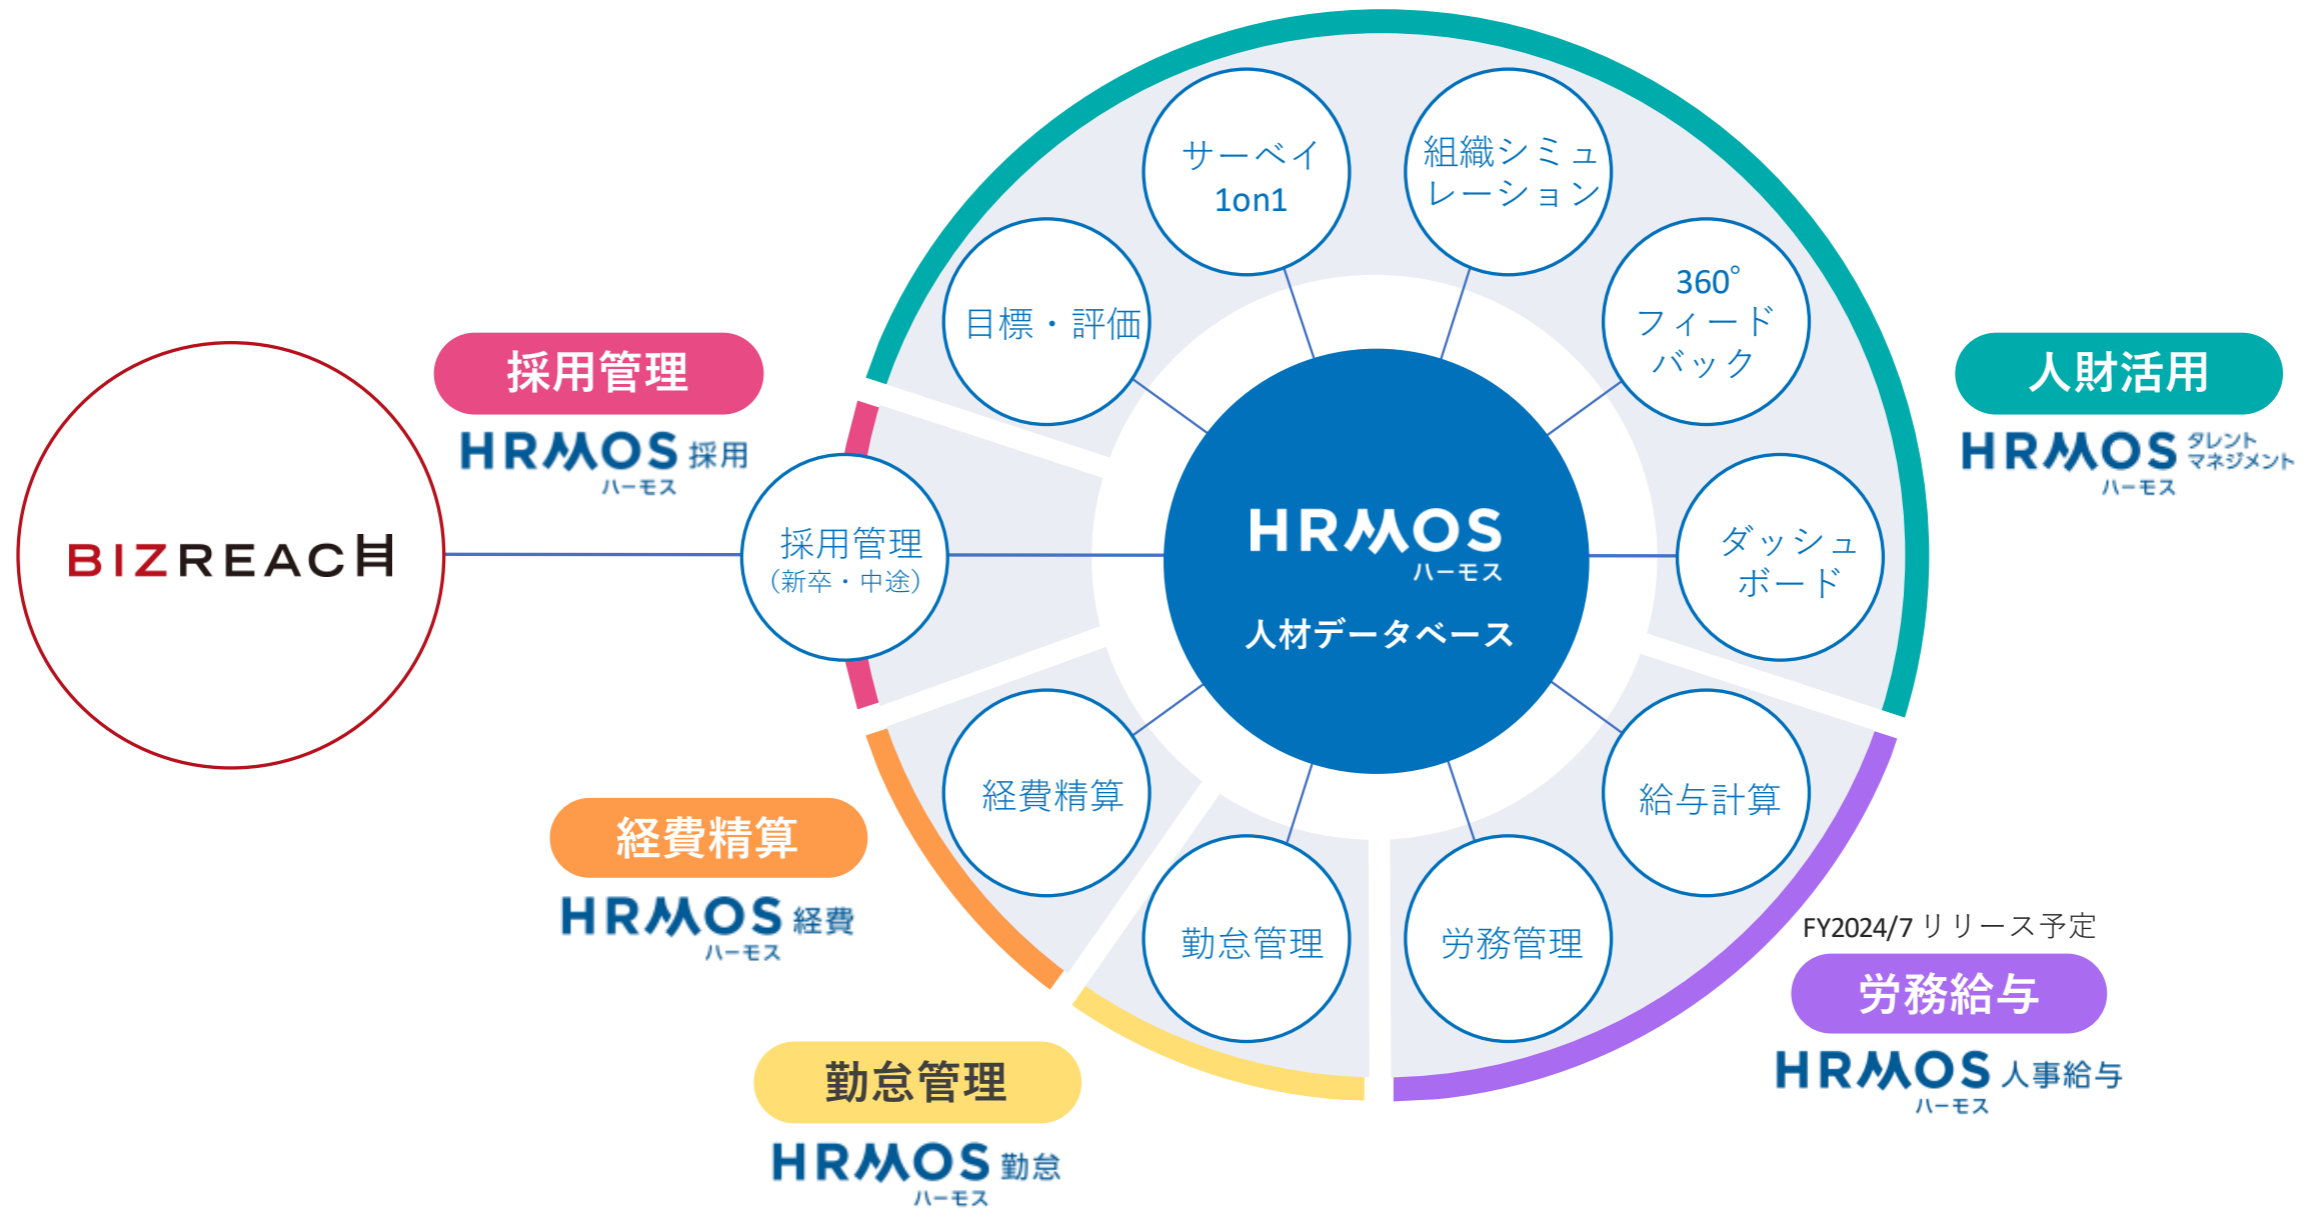 BIZREACH
採用管理
HRMOS 採用
ハーモス
採用管理
（新卒・中途）
目標・評価
サーベイ
1on1
組織シミュ
レーション
360°
フィード
バック
ダッシュ
ボード
HRMOS
ハーモス
人材データベース
人財活用
HRMOS タレント
マネジメント
ハーモス
経費精算
勤怠管理
労務管理
給与計算
経費精算
HRMOS 経費
ハーモス
勤怠管理
HRMOS 勤怠
ハーモス
FY2024/7 リリース予定
労務給与
HRMOS 人事給与
ハーモス